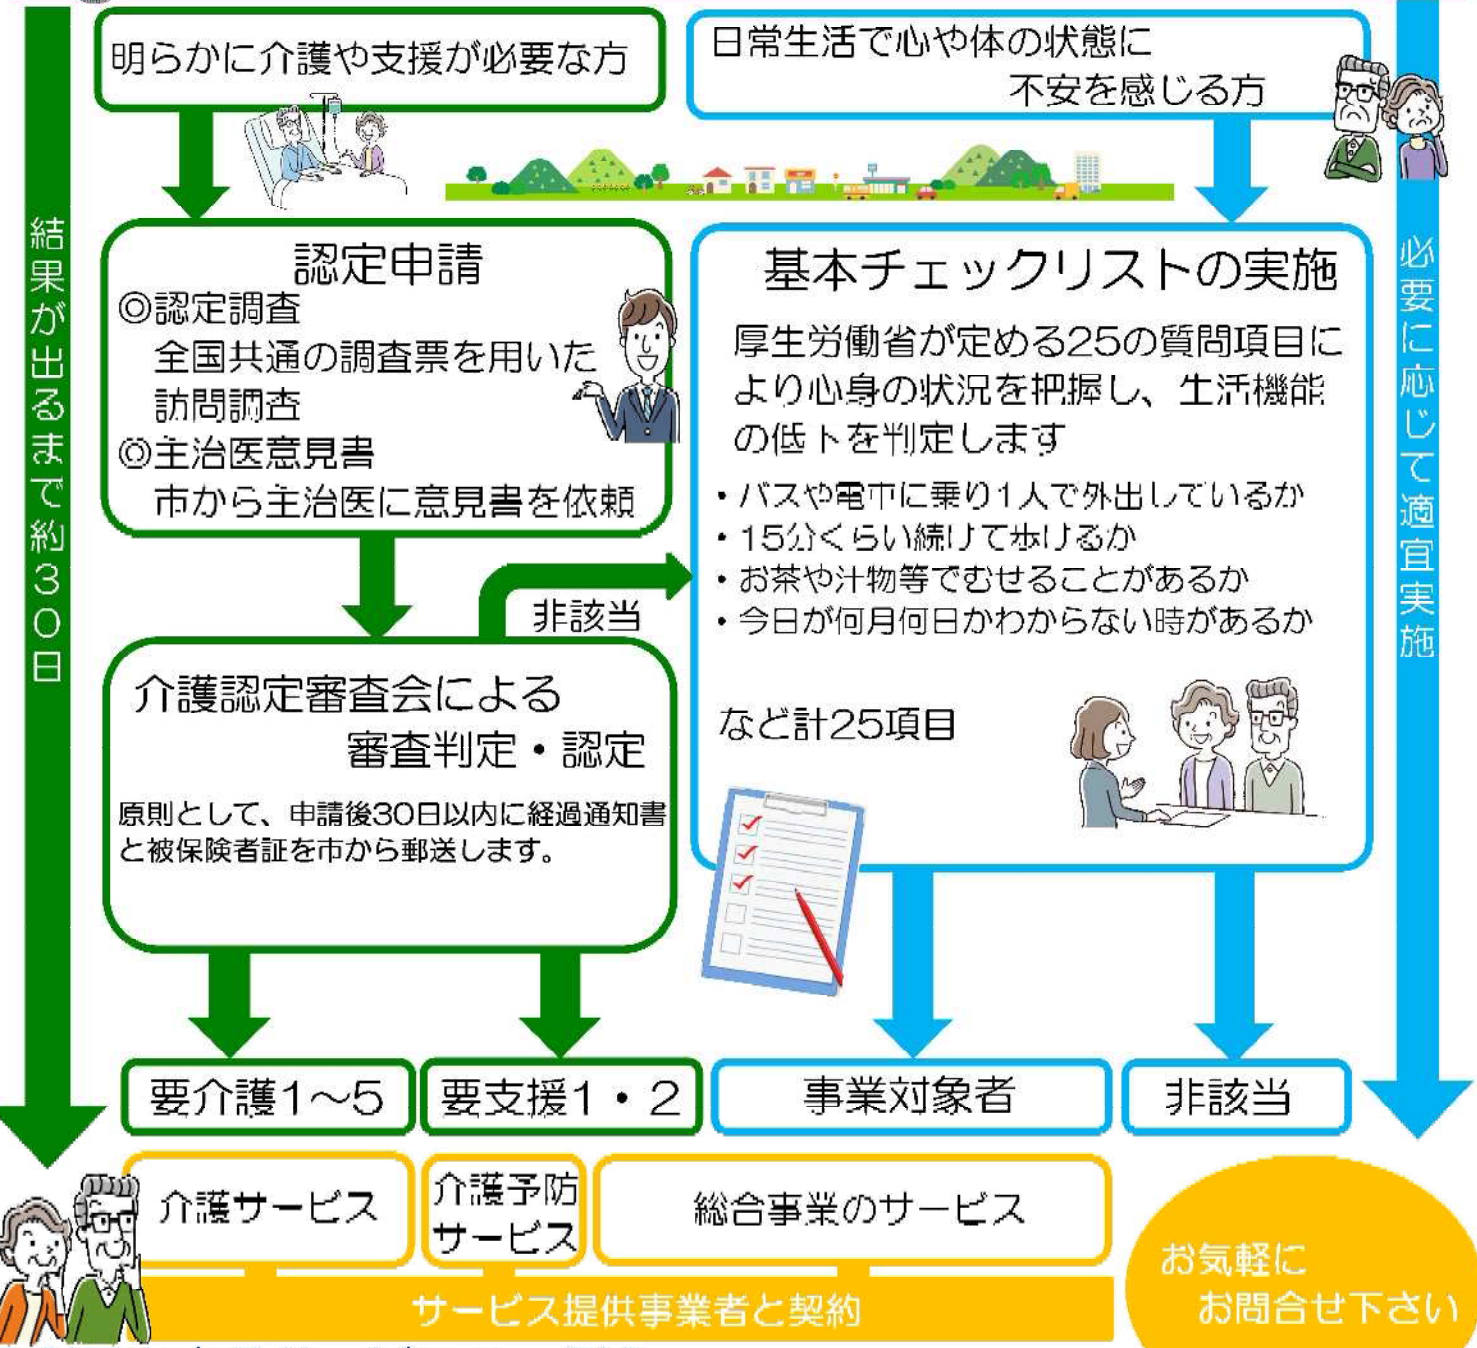 明らかに介護や支援が必要な方
日常生活で心や体の状態に
不安を感じる方
結果が出るまで約30日
認定申請
◎認定調査
全国共通の調査票を用いた
訪問調査
◎主治医意見書
市から主治医に意見書を依頼
非該当
介護認定審査会による
審査判定・認定
原則として、申請後30日以内に経過通知書
と被保険者証を市から郵送します。
基本チェックリストの実施
厚生労働省が定める25の質問項目に
より心身の状況を把握し、生活機能
の低下を判定します
・バスや電車に乗り1人で外出しているか
・15分くらい続けて歩けるか
・お茶や汁物等でむせることがあるか
・今日が何月何日かわからない時があるか
など計25項目
必要に応じて適宜実施
要介護1～5
要支援1・2
事業対象者
非該当
介護サービス
介護予防
サービス
総合事業のサービス
サービス提供事業者と契約
お気軽に
お問合せ下さい